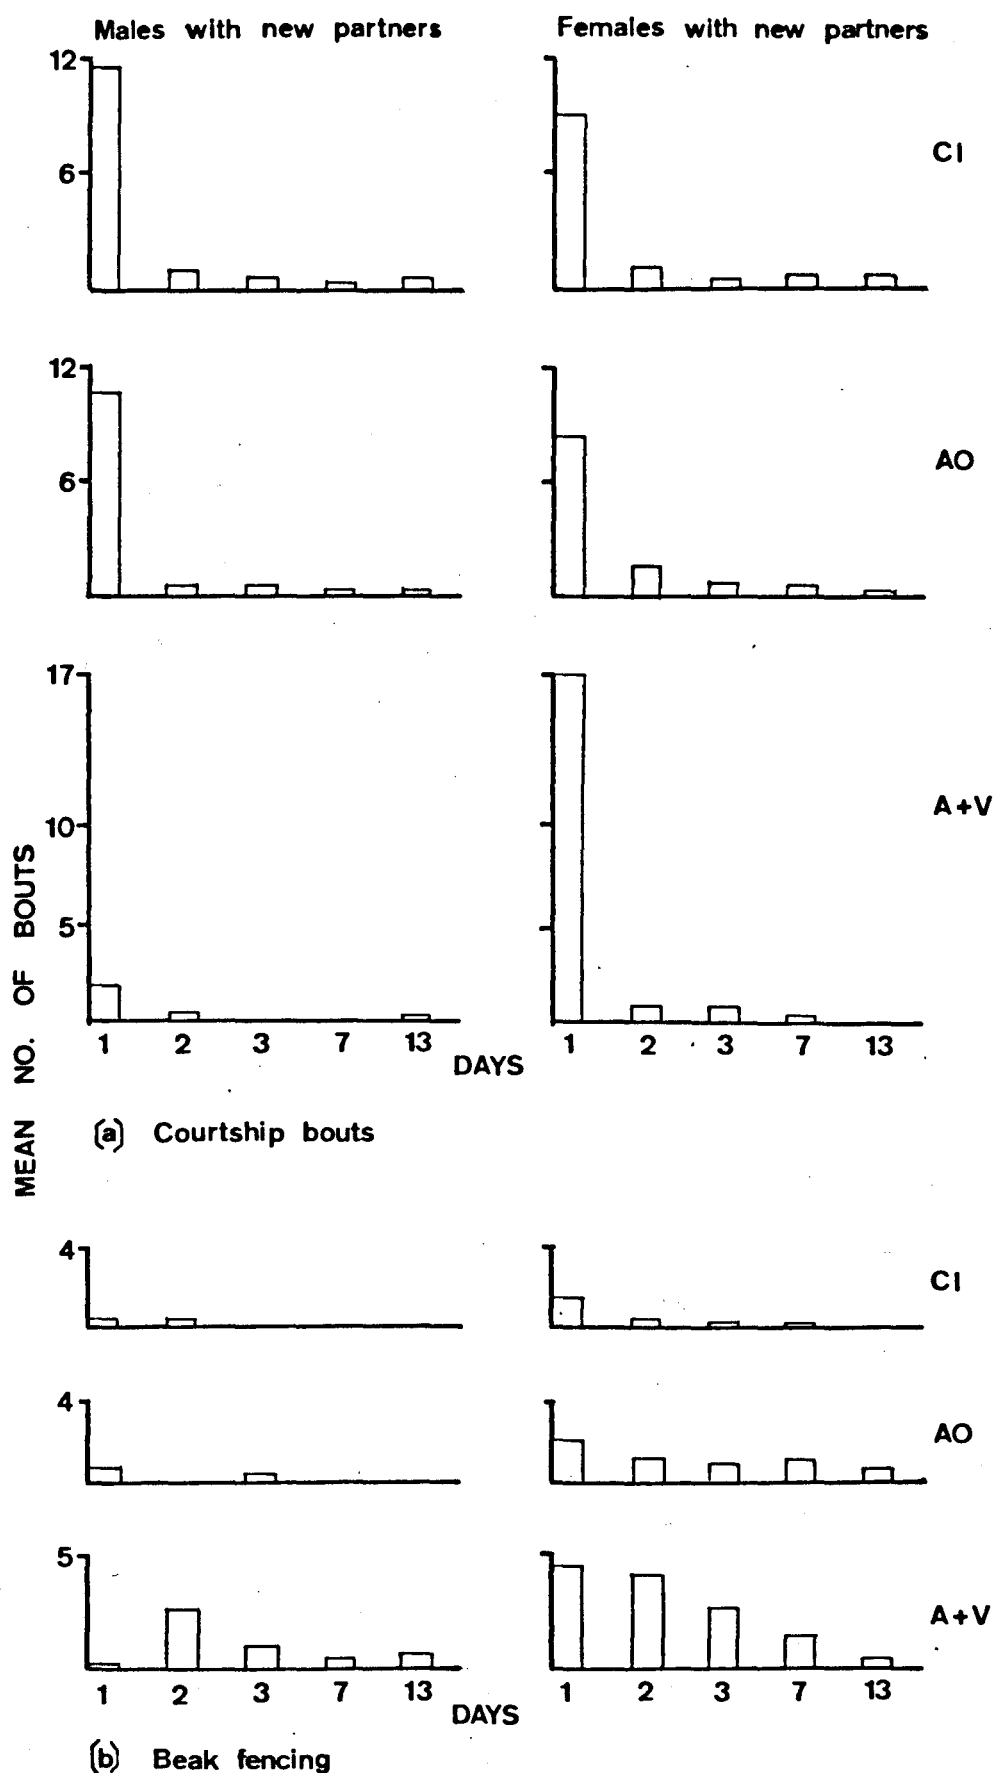 Males with new partners
Females with new partners
12
6
CI
12
6
AO
MEAN NO. OF BOUTS
17
10
5
A+V
1 2 3 7 13
1 2 3 7 13
DAYS
(a) Courtship bouts
4
CI
4
AO
5
A+V
1 2 3 7 13
1 2 3 7 13
DAYS
(b) Beak fencing